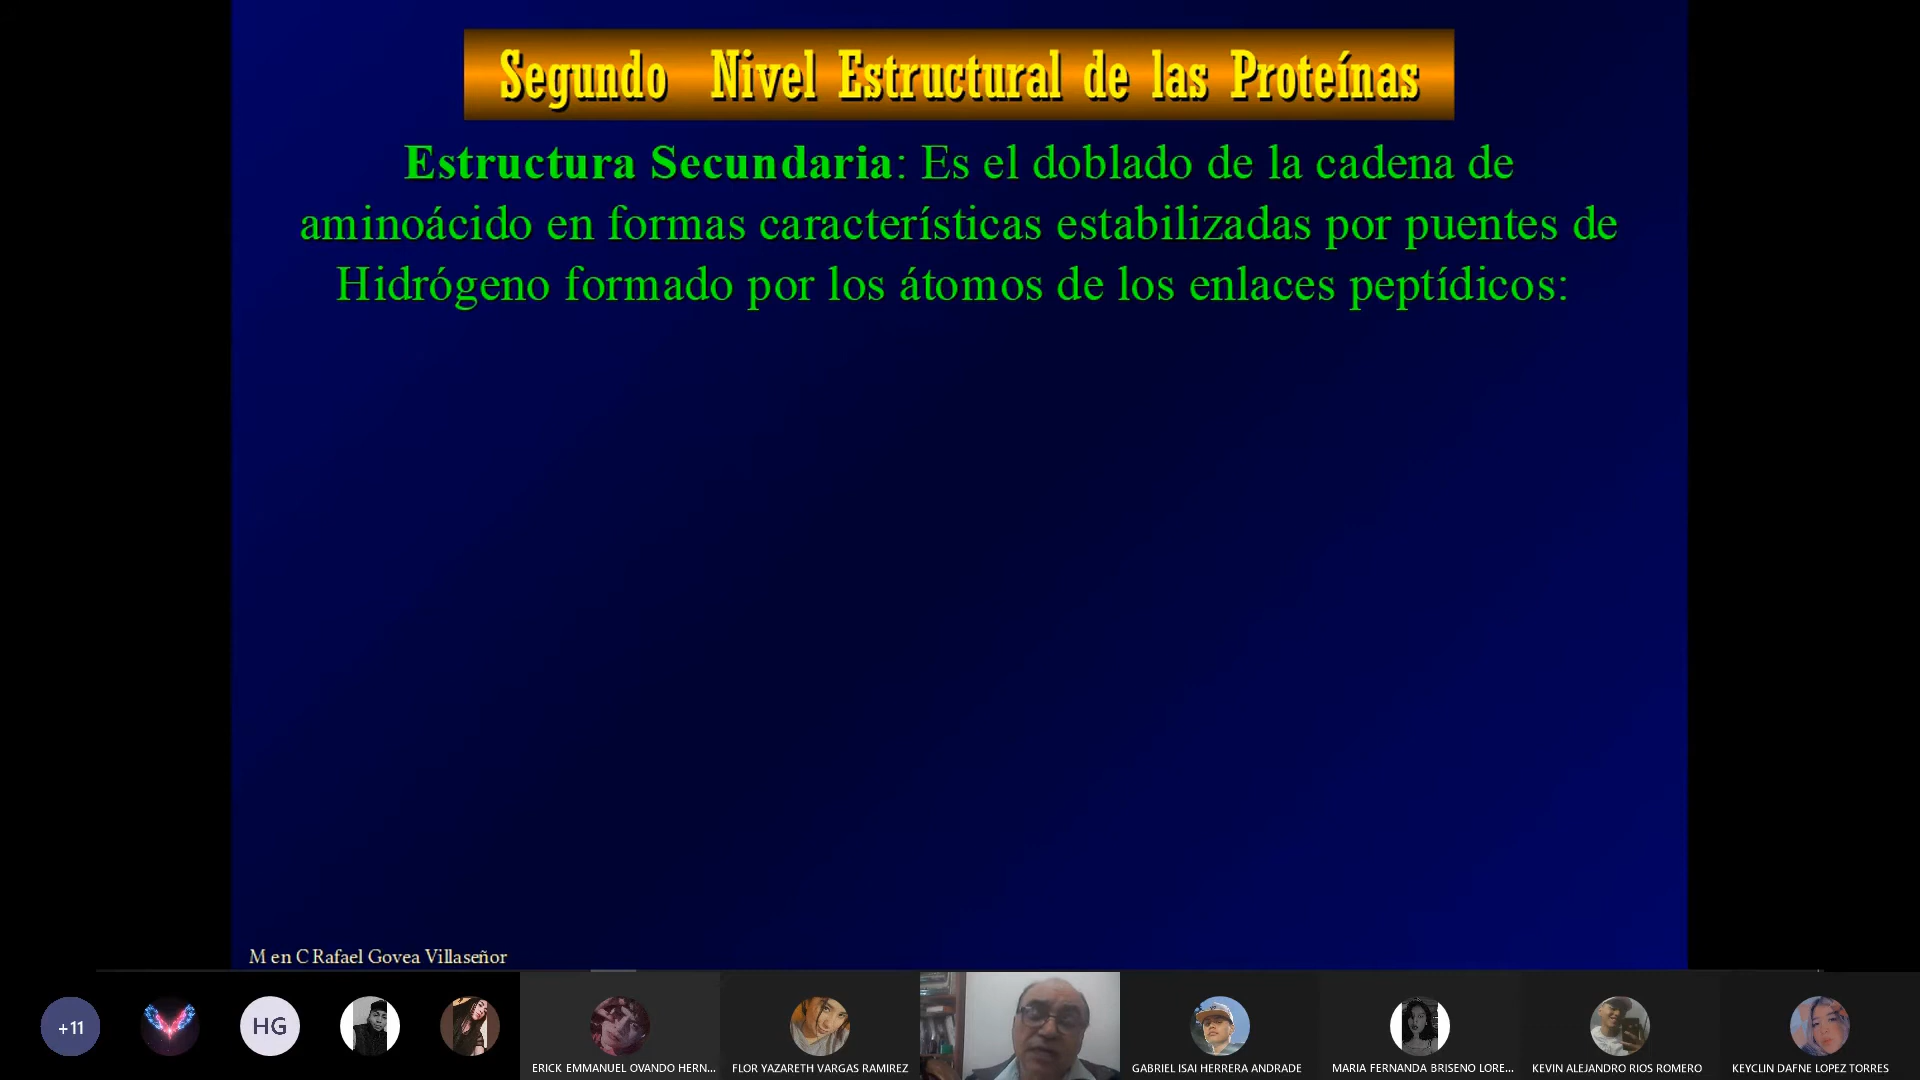 Segundo Nivel Estructural de las Proteínas
Estructura Secundaria: Es el doblado de la cadena de
aminoácido en formas características estabilizadas por puentes de
Hidrógeno formado por los átomos de los enlaces peptídicos:
M en C Rafael Govea Villaseñor
+11
HG
ERICK EMMANUEL OVANDO HERN...
FLOR YAZARETH VARGAS RAMIREZ
GABRIEL ISAI HERRERA ANDRADE
MARIA FERNANDA BRISENO LORE...
KEVIN ALEJANDRO RIOS ROMERO
KEYCLIN DAFNE LOPEZ TORRES